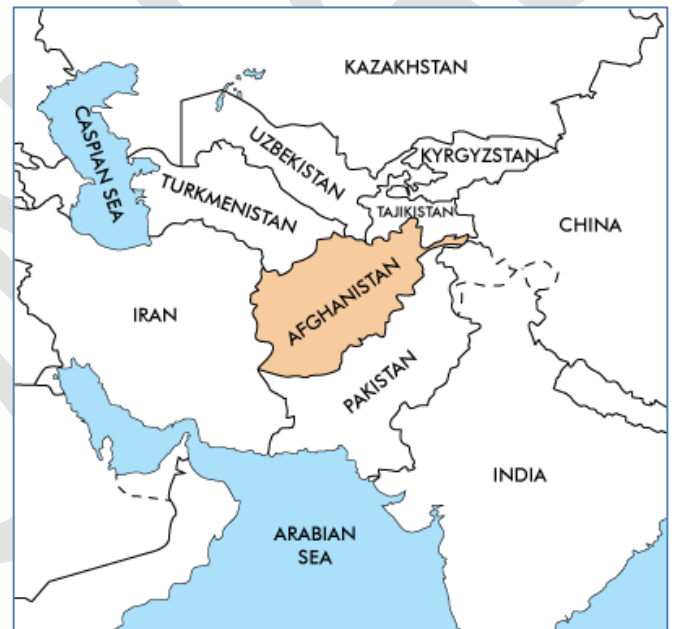 KAZAKHSTAN
CASPIAN SEA
UZBEKISTAN
KYRGYZSTAN
TURKMENISTAN
TAJIKISTAN
CHINA
AFGHANISTAN
IRAN
PAKISTAN
INDIA
ARABIAN
SEA